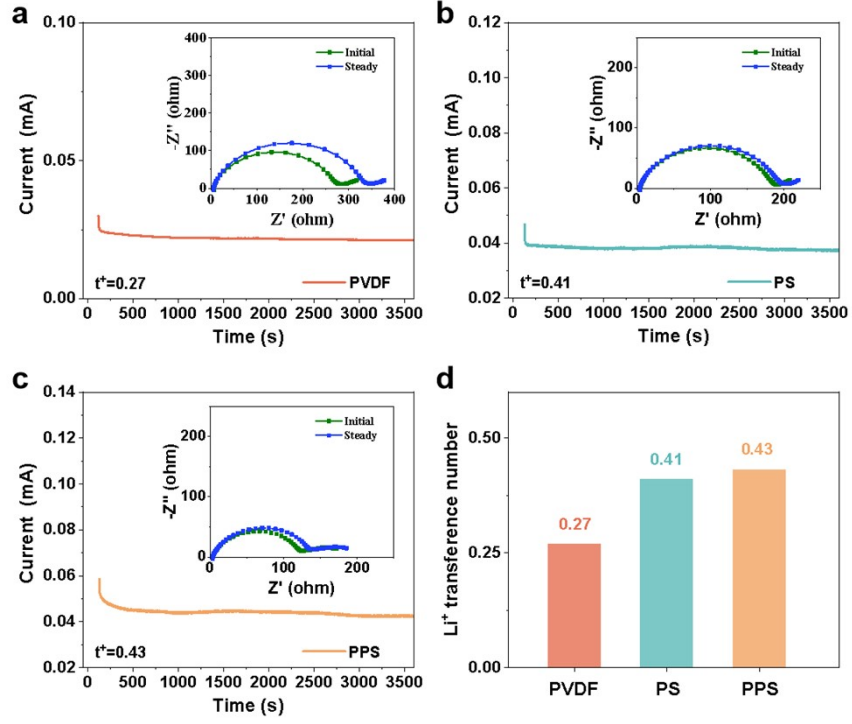 a
0.10
0.05
0.00
Current (mA)
0 500 1000 1500 2000 2500 3000 3500
Time (s)
t⁺=0.27
PVDF
400
300
200
100
0
-Z'' (ohm)
0 100 200 300 400
Z' (ohm)
Initial
Steady
b
0.12
0.10
0.08
0.06
0.04
0.02
Current (mA)
0 500 1000 1500 2000 2500 3000 3500
Time (s)
t⁺=0.41
PS
200
100
0
-Z'' (ohm)
0 100 200
Z' (ohm)
Initial
Steady
c
0.14
0.12
0.10
0.08
0.06
0.04
0.02
Current (mA)
0 500 1000 1500 2000 2500 3000 3500
Time (s)
t⁺=0.43
PPS
200
100
0
-Z'' (ohm)
0 100 200
Z' (ohm)
Initial
Steady
d
0.50
0.25
0.00
Li⁺ transference number
0.27
0.41
0.43
PVDF PS PPS